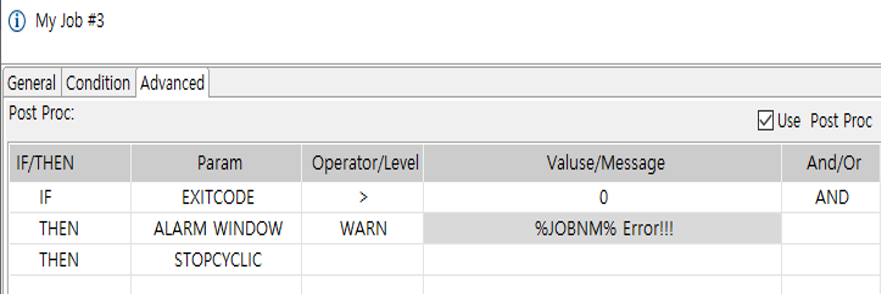 My Job #3
General Condition Advanced
Post Proc:
Use Post Proc
IF/THEN Param Operator/Level Valuse/Message And/Or
IF EXITCODE > 0 AND
THEN ALARM WINDOW WARN %JOBNM% Error!!!
THEN STOPCYCLIC